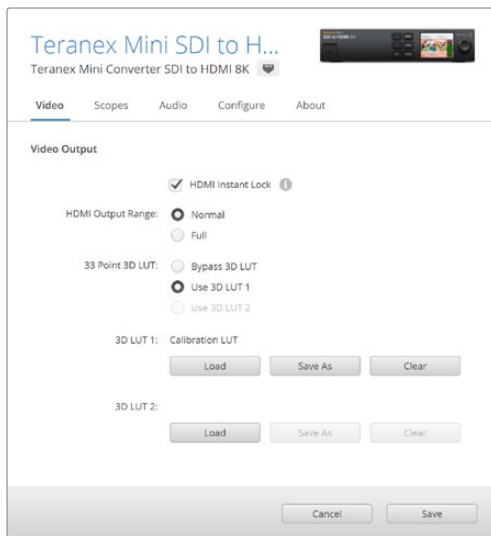 Teranex Mini SDI to H...
Teranex Mini Converter SDI to HDMI 8K
Video Scopes Audio Configure About
Video Output
HDMI Instant Lock
HDMI Output Range: Normal
Full
33 Point 3D LUT: Bypass 3D LUT
Use 3D LUT 1
Use 3D LUT 2
3D LUT 1: Calibration LUT
Load Save As Clear
3D LUT 2:
Load Save As Clear
Cancel Save